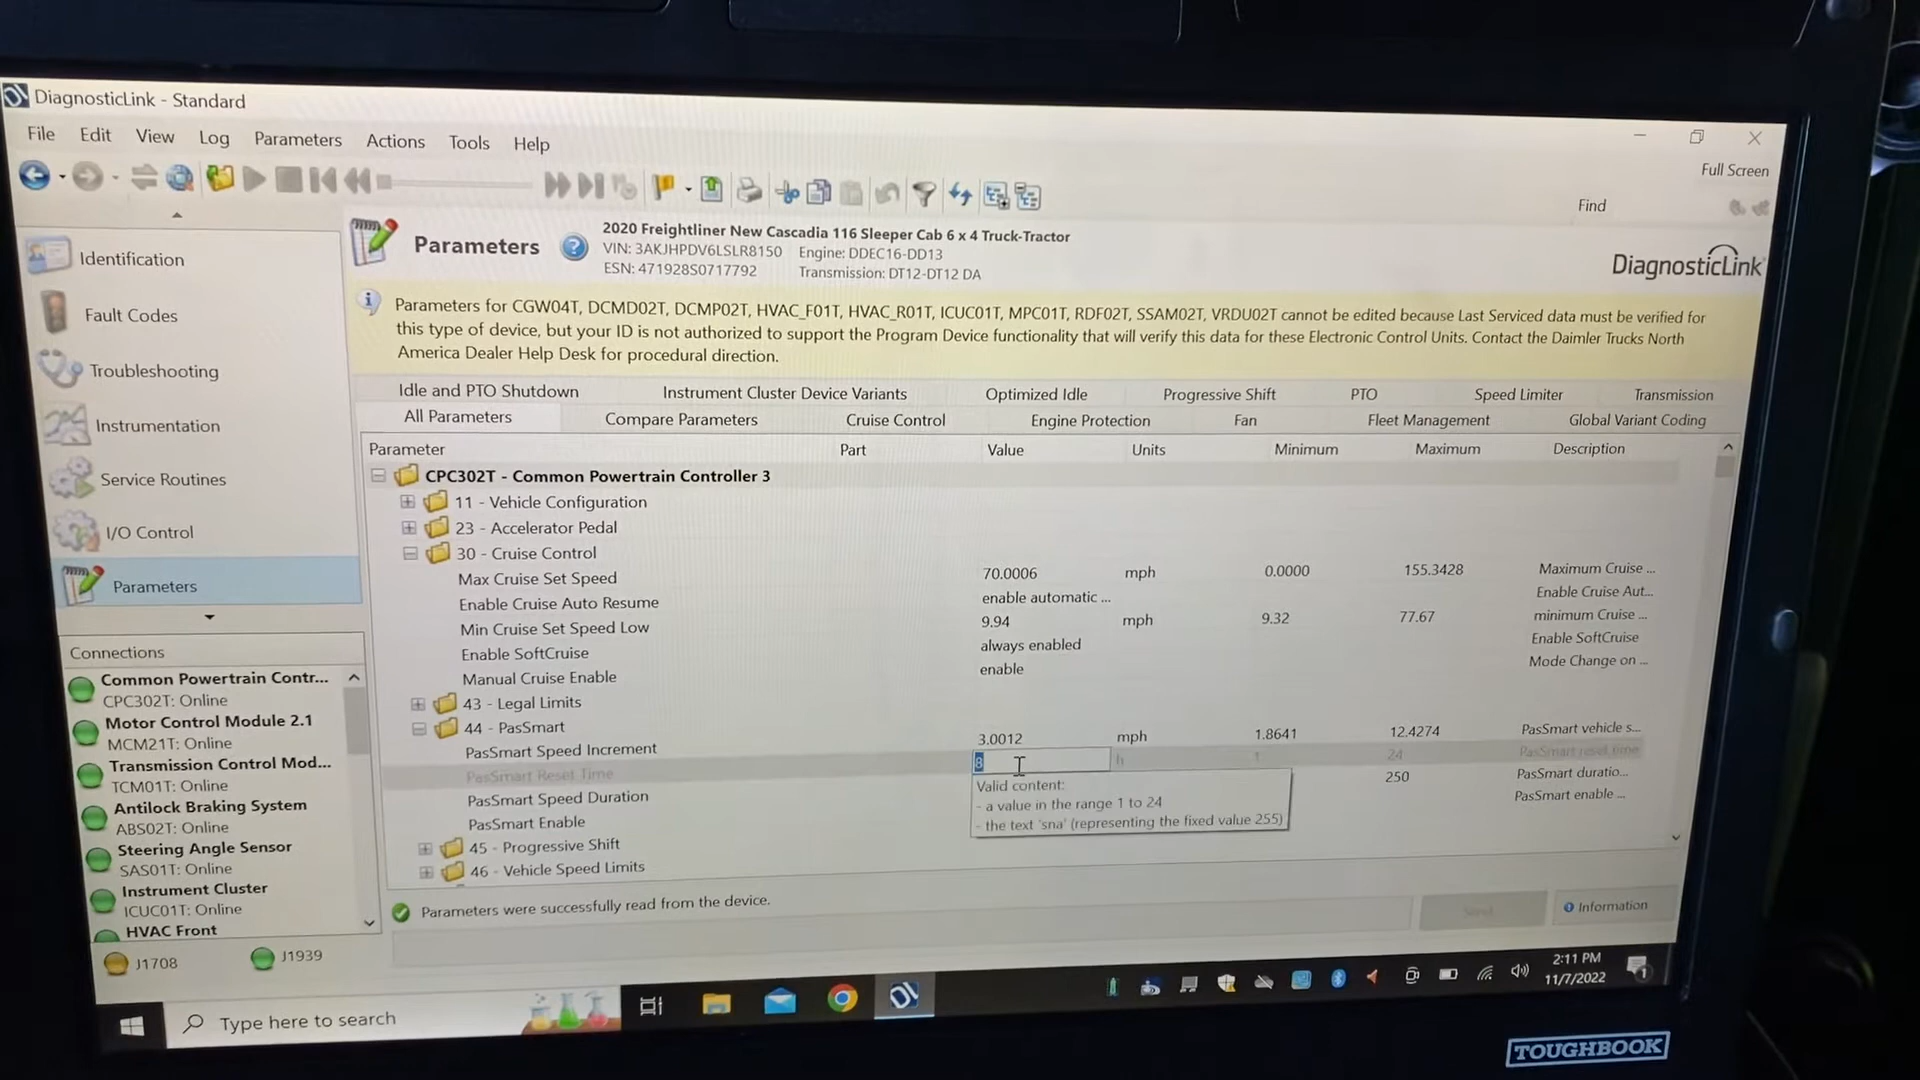 DiagnosticLink - Standard
File Edit View Log Parameters Actions Tools Help
Full Screen
Find
Parameters
2020 Freightliner New Cascadia 116 Sleeper Cab 6 x 4 Truck-Tractor
VIN: 3AKJHPDV6LSLR8150 Engine: DDEC16-DD13
ESN: 471928S0717792 Transmission: DT12-DT12 DA
DiagnosticLink
Parameters for CGW04T, DCMD02T, DCMP02T, HVAC_F01T, HVAC_R01T, ICUC01T, MPC01T, RDF02T, SSAM02T, VRDU02T cannot be edited because Last Serviced data must be verified for
this type of device, but your ID is not authorized to support the Program Device functionality that will verify this data for these Electronic Control Units. Contact the Daimler Trucks North
America Dealer Help Desk for procedural direction.
Identification
Fault Codes
Troubleshooting
Instrumentation
Service Routines
I/O Control
Parameters
Idle and PTO Shutdown Instrument Cluster Device Variants Optimized Idle Progressive Shift PTO Speed Limiter Transmission
All Parameters Compare Parameters Cruise Control Engine Protection Fan Fleet Management Global Variant Coding
Parameter Part Value Units Minimum Maximum Description
CPC302T - Common Powertrain Controller 3
11 - Vehicle Configuration
23 - Accelerator Pedal
30 - Cruise Control
Max Cruise Set Speed 70.0006 mph 0.0000 155.3428 Maximum Cruise ...
Enable Cruise Auto Resume enable automatic ... Enable Cruise Aut...
Min Cruise Set Speed Low 9.94 mph 9.32 77.67 minimum Cruise ...
Enable SoftCruise always enabled Enable SoftCruise
Manual Cruise Enable enable Mode Change on ...
43 - Legal Limits
44 - PasSmart
PasSmart Speed Increment 3.0012 mph 1.8641 12.4274 PasSmart vehicle s...
PasSmart Reset Time 8 h 1 24 PasSmart reset time
PasSmart Speed Duration 250 PasSmart duratio...
PasSmart Enable PasSmart enable ...
Valid content:
- a value in the range 1 to 24
- the text 'sna' (representing the fixed value 255)
45 - Progressive Shift
46 - Vehicle Speed Limits
Connections
Common Powertrain Contr...
CPC302T: Online
Motor Control Module 2.1
MCM21T: Online
Transmission Control Mod...
TCM01T: Online
Antilock Braking System
ABS02T: Online
Steering Angle Sensor
SAS01T: Online
Instrument Cluster
ICUC01T: Online
HVAC Front
J1708 J1939
Parameters were successfully read from the device.
Send Information
Type here to search
2:11 PM
11/7/2022
1
TOUGHBOOK